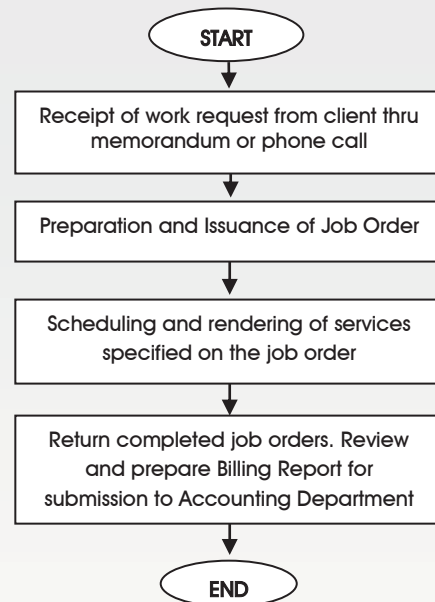 START
Receipt of work request from client thru
memorandum or phone call
Preparation and Issuance of Job Order
Scheduling and rendering of services
specified on the job order
Return completed job orders. Review
and prepare Billing Report for
submission to Accounting Department
END